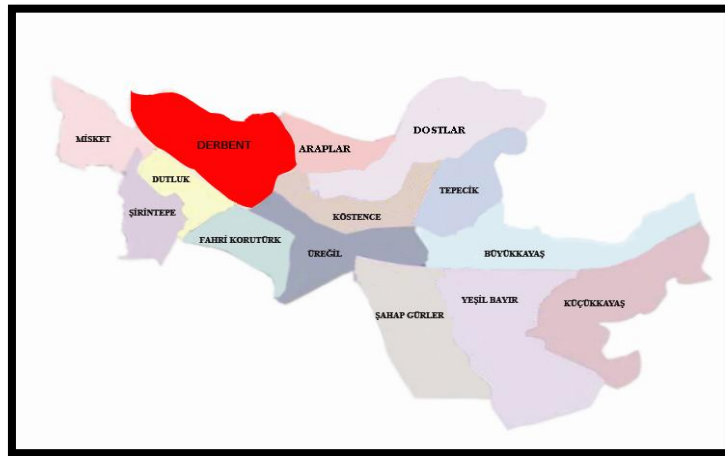 DOSTLAR
MİSKET
DERBENT
ARAPLAR
DUTLUK
TEPECİK
ŞİRİNTEPE
KÖSTENCE
FAHRİ KORUTÜRK
ÜREĞİL
BÜYÜKKAYAŞ
YEŞİL BAYIR
KÜÇÜKKAYAŞ
ŞAHAP GÜRLER